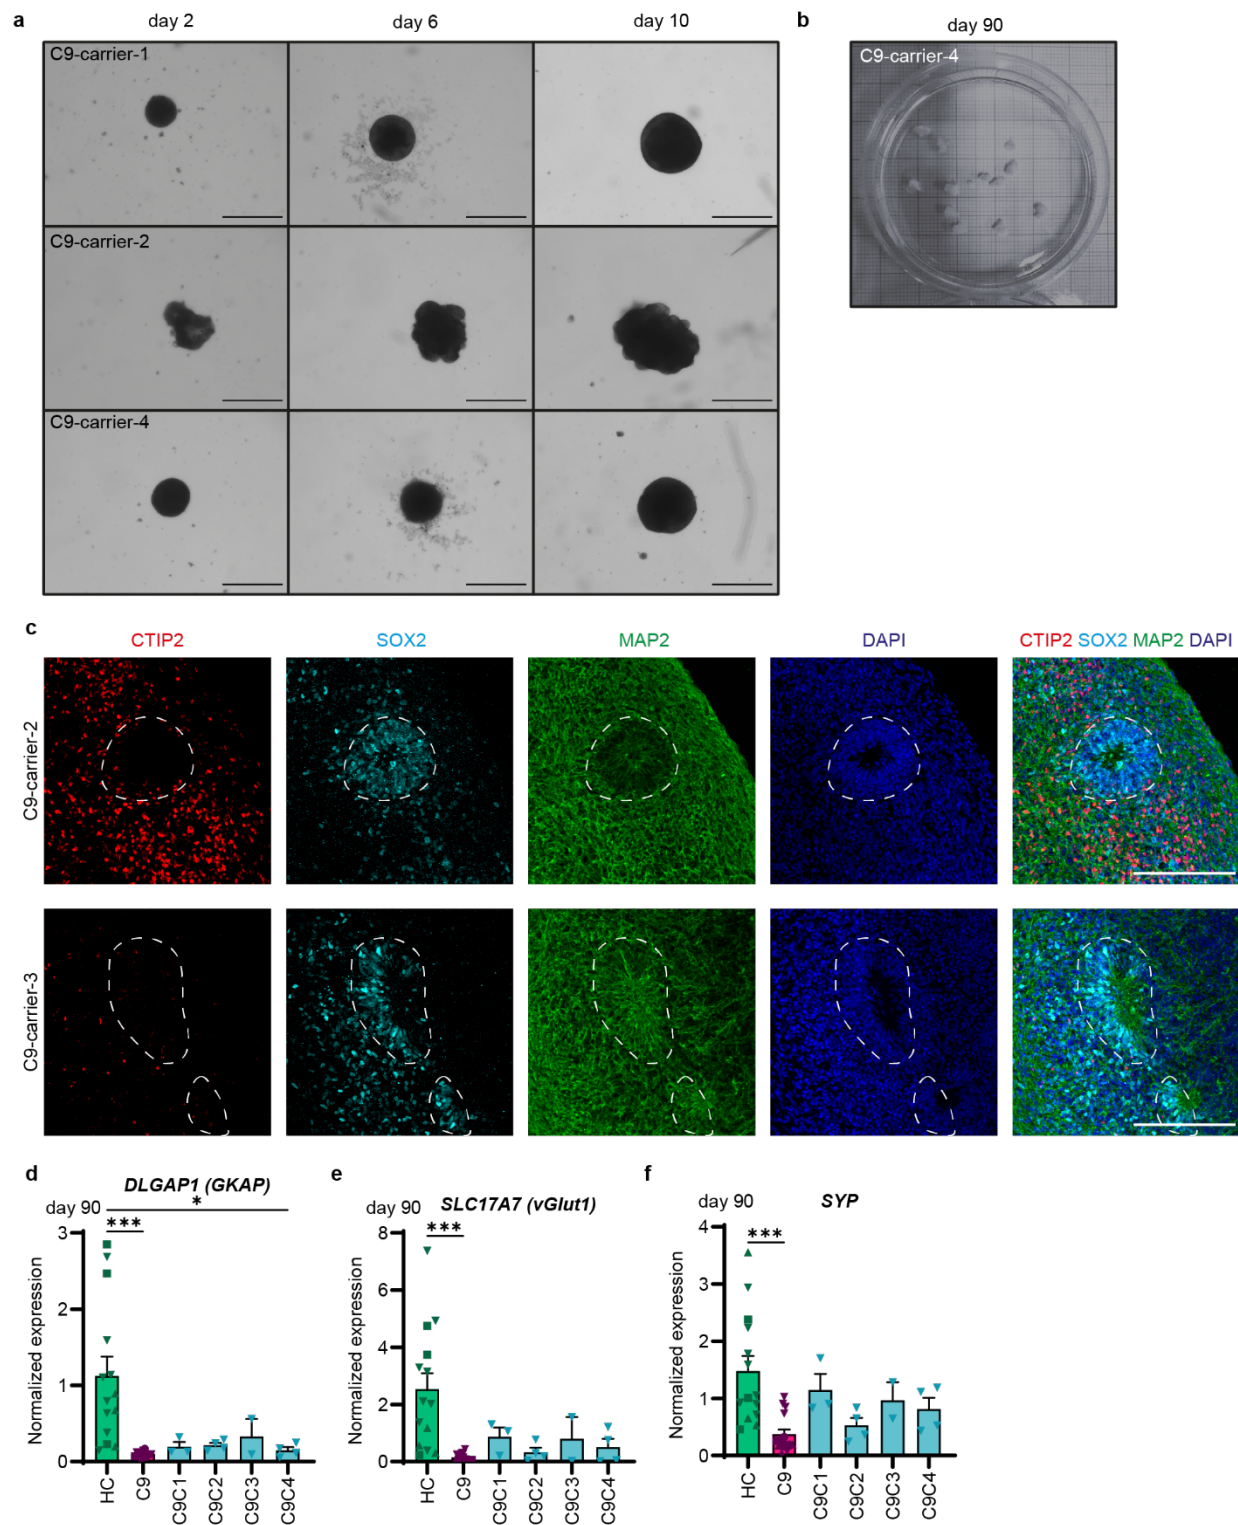 a
day 2
day 6
day 10
b
day 90
C9-carrier-1
C9-carrier-2
C9-carrier-4
C9-carrier-4
c
CTIP2
SOX2
MAP2
DAPI
CTIP2 SOX2 MAP2 DAPI
C9-carrier-2
C9-carrier-3
d
DLGAP1 (GKAP)
day 90
*
***
Normalized expression
3
2
1
0
HC
C9
C9C1
C9C2
C9C3
C9C4
e
day 90
SLC17A7 (vGlut1)
***
Normalized expression
8
6
4
2
0
HC
C9
C9C1
C9C2
C9C3
C9C4
f
day 90
SYP
***
Normalized expression
4
3
2
1
0
HC
C9
C9C1
C9C2
C9C3
C9C4